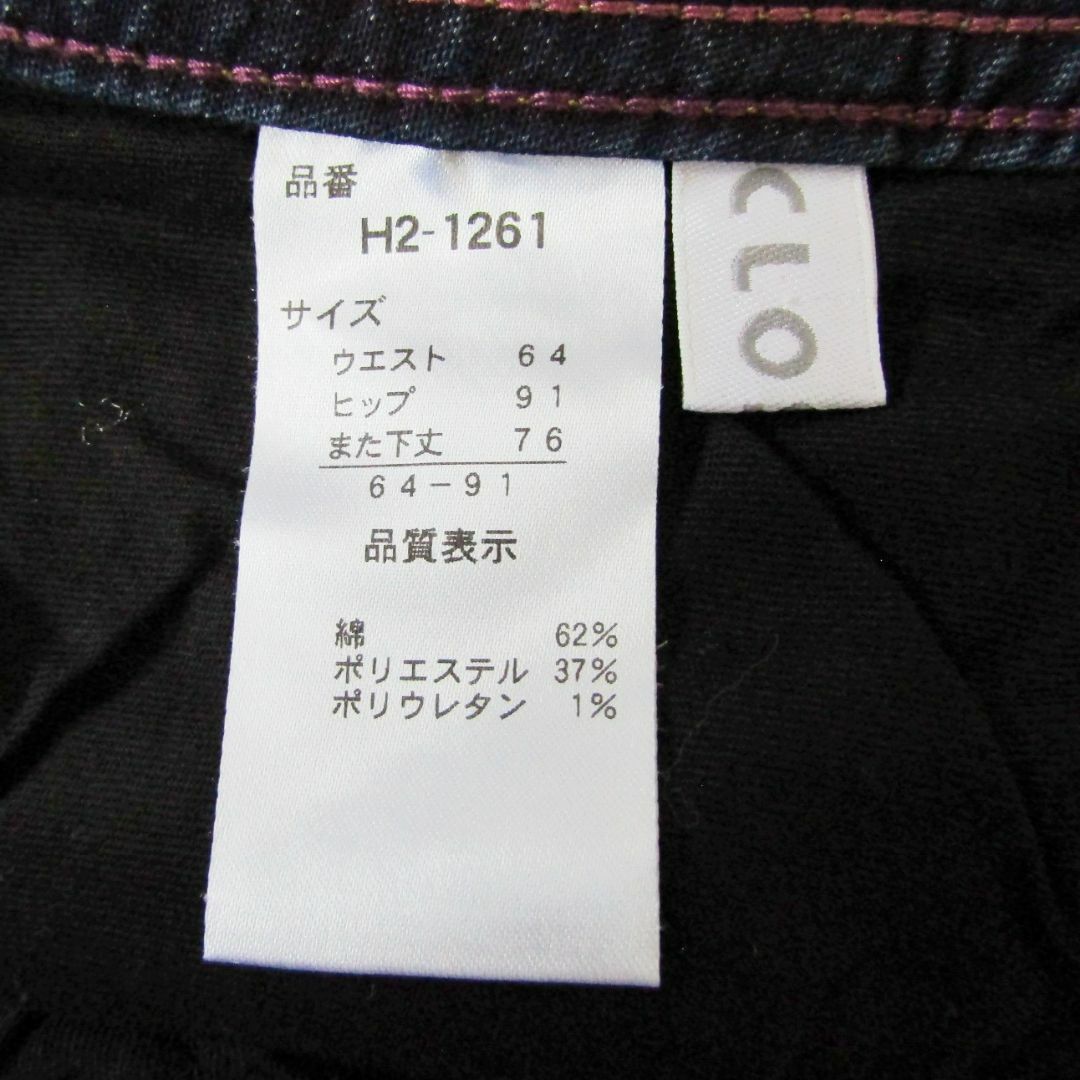 品番
H2-1261
サイズ
ウエスト 64
ヒップ 91
また下丈 76
64-91
品質表示
綿 62%
ポリエステル 37%
ポリウレタン 1%
CLO